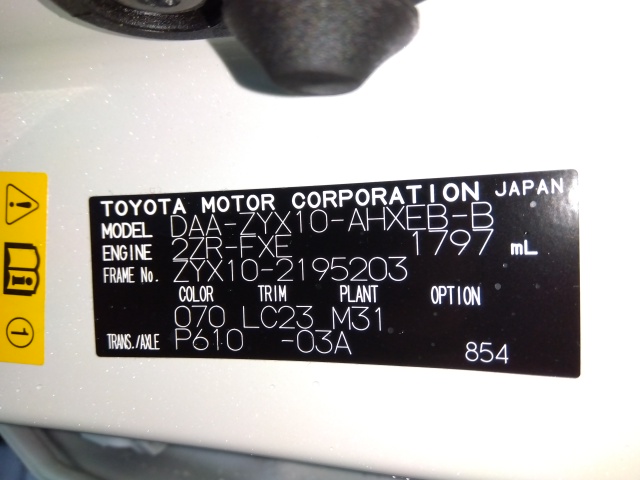 TOYOTA MOTOR CORPORATION JAPAN
MODEL DAA-ZYX10-AHXEB-B
ENGINE 2ZR-FXE 1797 mL
FRAME No. ZYX10-2195203
COLOR TRIM PLANT OPTION
070 LC23 M31
TRANS./AXLE P610 -03A 854
1